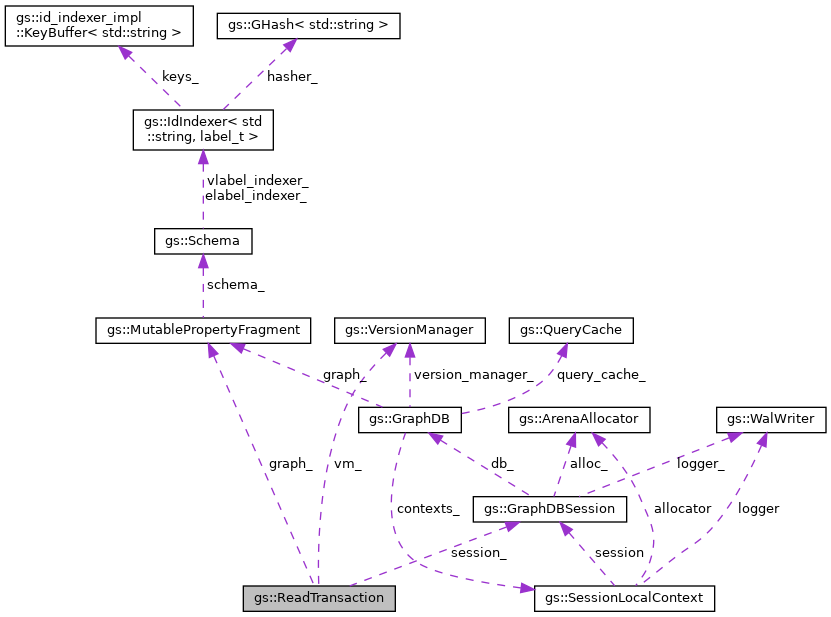 gs::id_indexer_impl
::KeyBuffer< std::string >
gs::GHash< std::string >
keys_
hasher_
gs::IdIndexer< std
::string, label_t >
vlabel_indexer_
elabel_indexer_
gs::Schema
schema_
gs::MutablePropertyFragment
gs::VersionManager
gs::QueryCache
graph_
version_manager_
query_cache_
gs::GraphDB
gs::ArenaAllocator
gs::WalWriter
graph_
vm_
db_
alloc_
logger_
contexts_
gs::GraphDBSession
allocator
logger
session_
session
gs::ReadTransaction
gs::SessionLocalContext